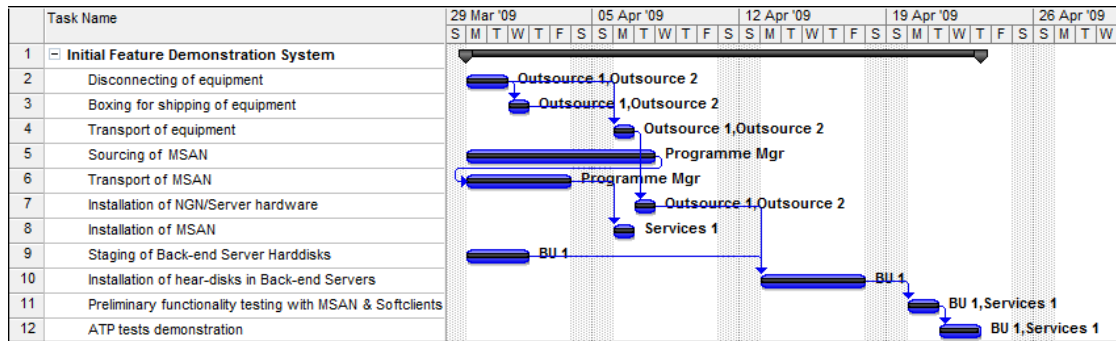 Task Name 29 Mar '09 05 Apr '09 12 Apr '09 19 Apr '09 26 Apr '09
S M T W T F S S M T W T F S S M T W T F S S M T W T F S S M T W
1 Initial Feature Demonstration System
2 Disconnecting of equipment Outsource 1,Outsource 2
3 Boxing for shipping of equipment Outsource 1,Outsource 2
4 Transport of equipment Outsource 1,Outsource 2
5 Sourcing of MSAN Programme Mgr
6 Transport of MSAN Programme Mgr
7 Installation of NGN/Server hardware Outsource 1,Outsource 2
8 Installation of MSAN Services 1
9 Staging of Back-end Server Harddisks BU 1
10 Installation of hear-disks in Back-end Servers BU 1
11 Preliminary functionality testing with MSAN & Softclients BU 1,Services 1
12 ATP tests demonstration BU 1,Services 1